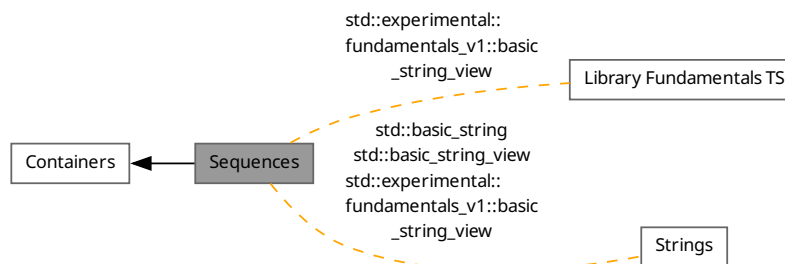 std::experimental::
fundamentals_v1::basic
_string_view
Library Fundamentals TS
std::basic_string
std::basic_string_view
Containers
Sequences
std::experimental::
fundamentals_v1::basic
_string_view
Strings